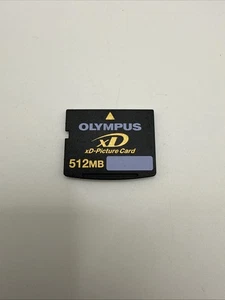 OLYMPUS
xD
xD-Picture Card
512MB